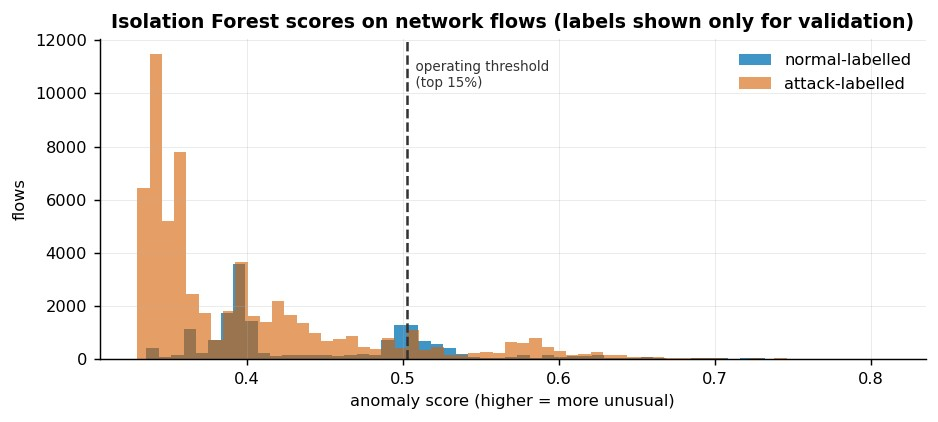 Isolation Forest scores on network flows (labels shown only for validation)
12000
10000
8000
6000
4000
2000
0
flows
operating threshold
(top 15%)
normal-labelled
attack-labelled
0.4
0.5
0.6
0.7
0.8
anomaly score (higher = more unusual)